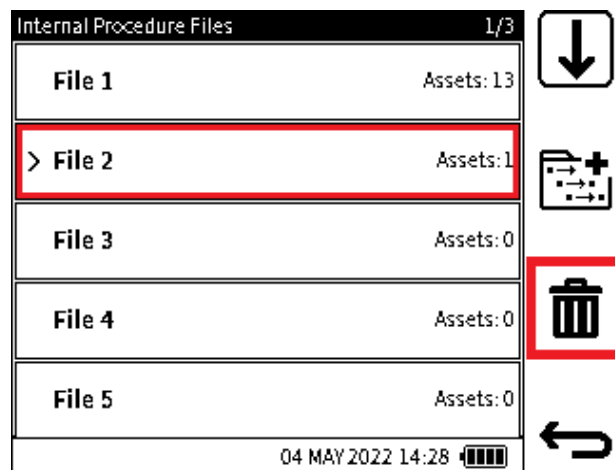 Internal Procedure Files 1/3
File 1 Assets: 13
> File 2 Assets: 1
File 3 Assets: 0
File 4 Assets: 0
File 5 Assets: 0
04 MAY 2022 14:28